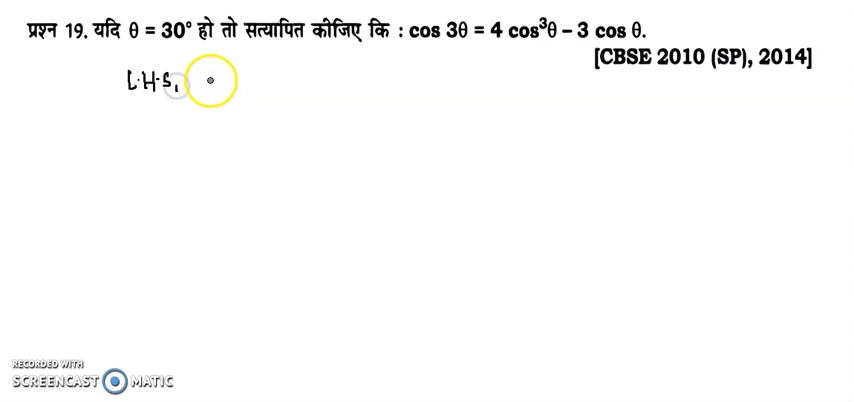 प्रश्न 19. यदि θ = 30° हो तो सत्यापित कीजिए कि : cos 3θ = 4 cos³θ – 3 cos θ.
[CBSE 2010 (SP), 2014]
L.H.S,
RECORDED WITH
SCREENCAST MATIC